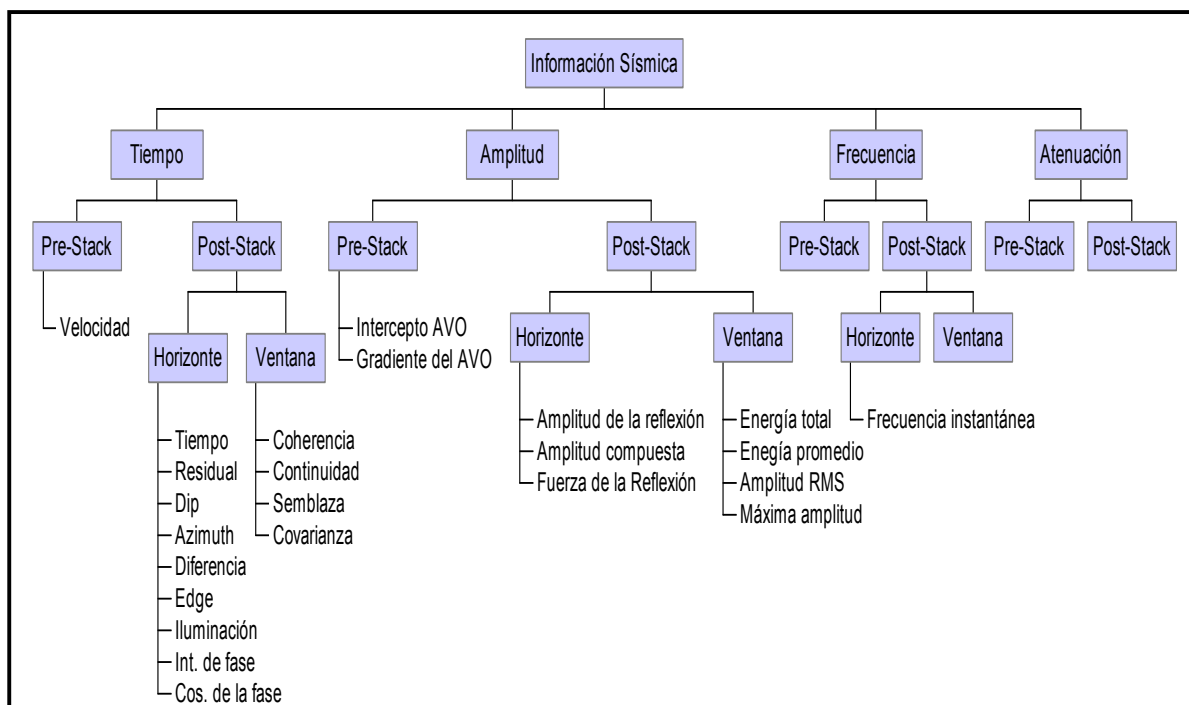 Información Sísmica
Tiempo
Amplitud
Frecuencia
Atenuación
Pre-Stack
Post-Stack
Pre-Stack
Post-Stack
Pre-Stack
Post-Stack
Pre-Stack
Post-Stack
Velocidad
Horizonte
Ventana
Intercepto AVO
Gradiente del AVO
Horizonte
Ventana
Horizonte
Ventana
Tiempo
Residual
Dip
Azimuth
Diferencia
Edge
Iluminación
Int. de fase
Cos. de la fase
Coherencia
Continuidad
Semblaza
Covarianza
Amplitud de la reflexión
Amplitud compuesta
Fuerza de la Reflexión
Energía total
Enegía promedio
Amplitud RMS
Máxima amplitud
Frecuencia instantánea